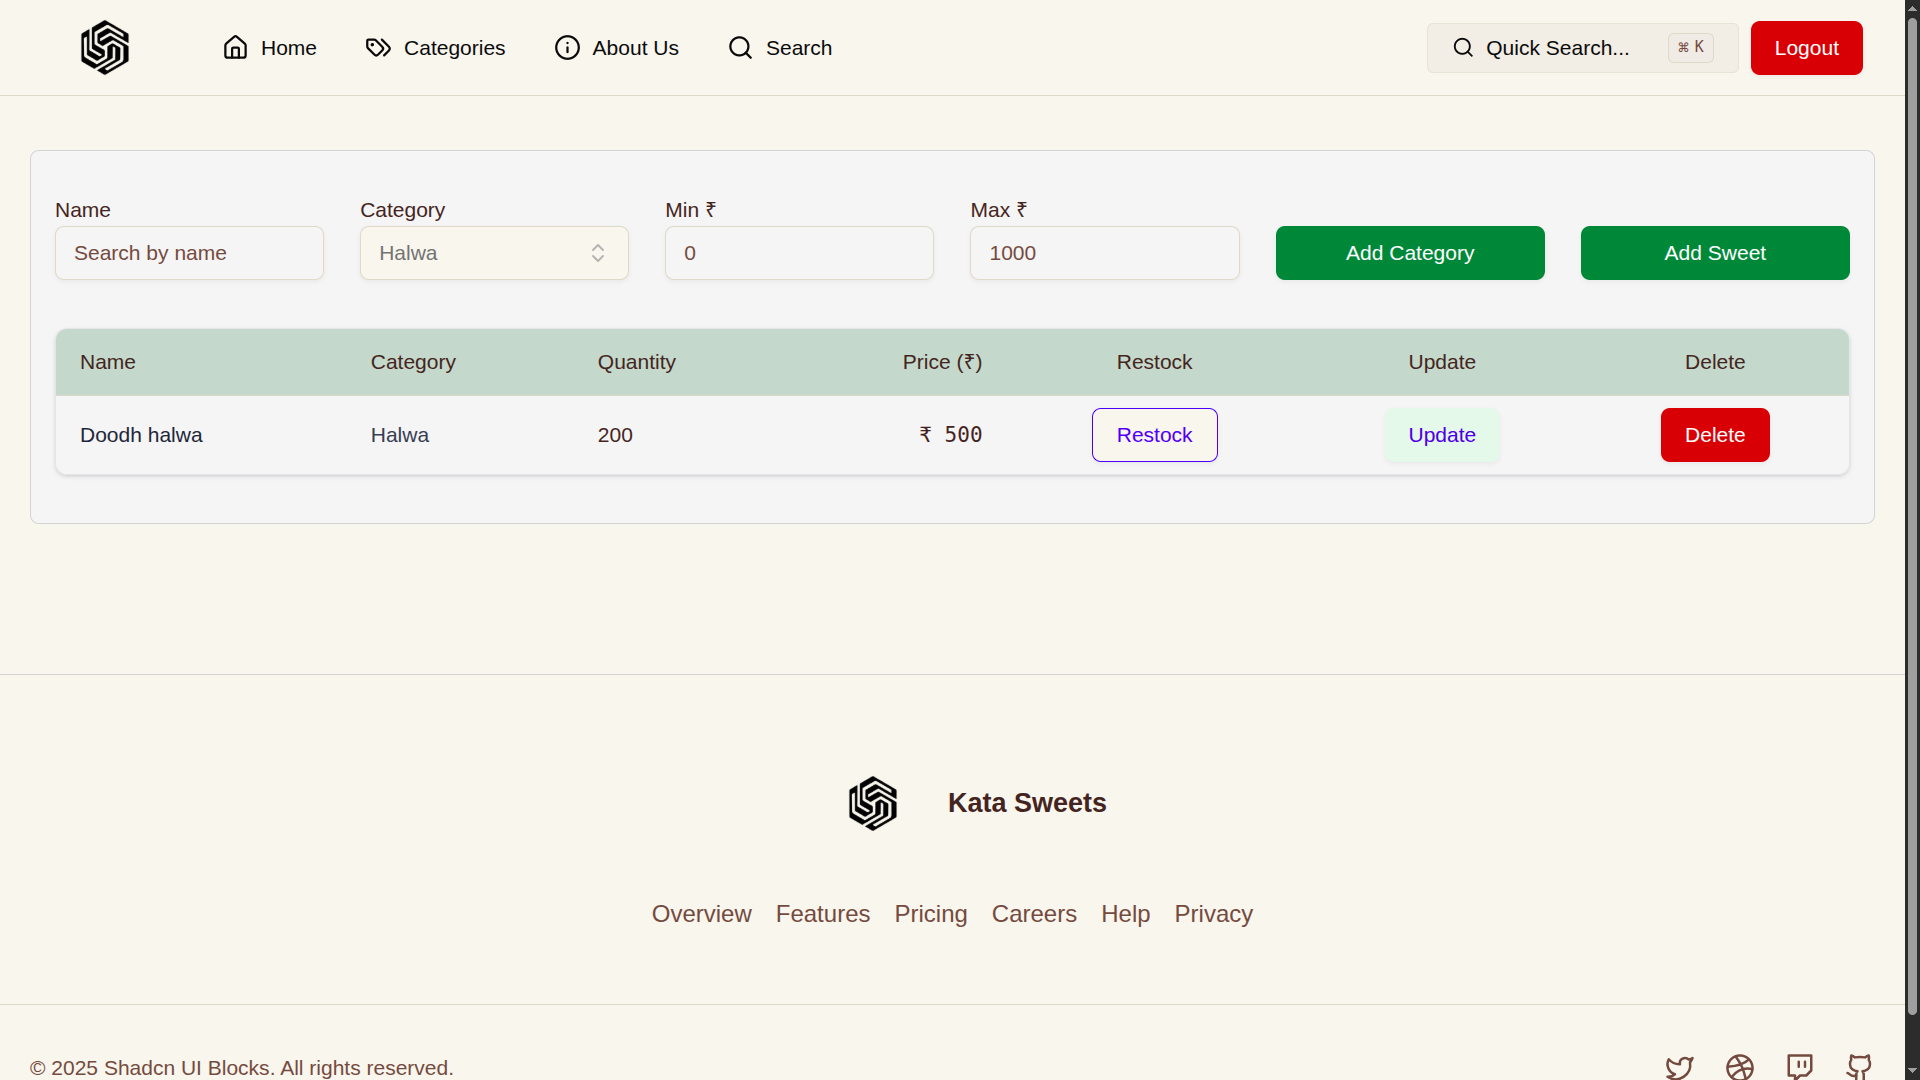 Home Categories About Us Search Quick Search... ⌘ K Logout
Name Category Min ₹ Max ₹
Search by name Halwa 0 1000 Add Category Add Sweet
Name Category Quantity Price (₹) Restock Update Delete
Doodh halwa Halwa 200 ₹ 500 Restock Update Delete
Kata Sweets
Overview Features Pricing Careers Help Privacy
© 2025 Shadcn UI Blocks. All rights reserved.